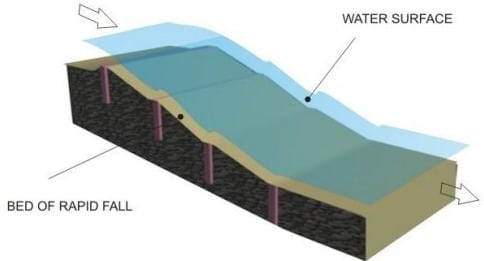 WATER SURFACE
BED OF RAPID FALL